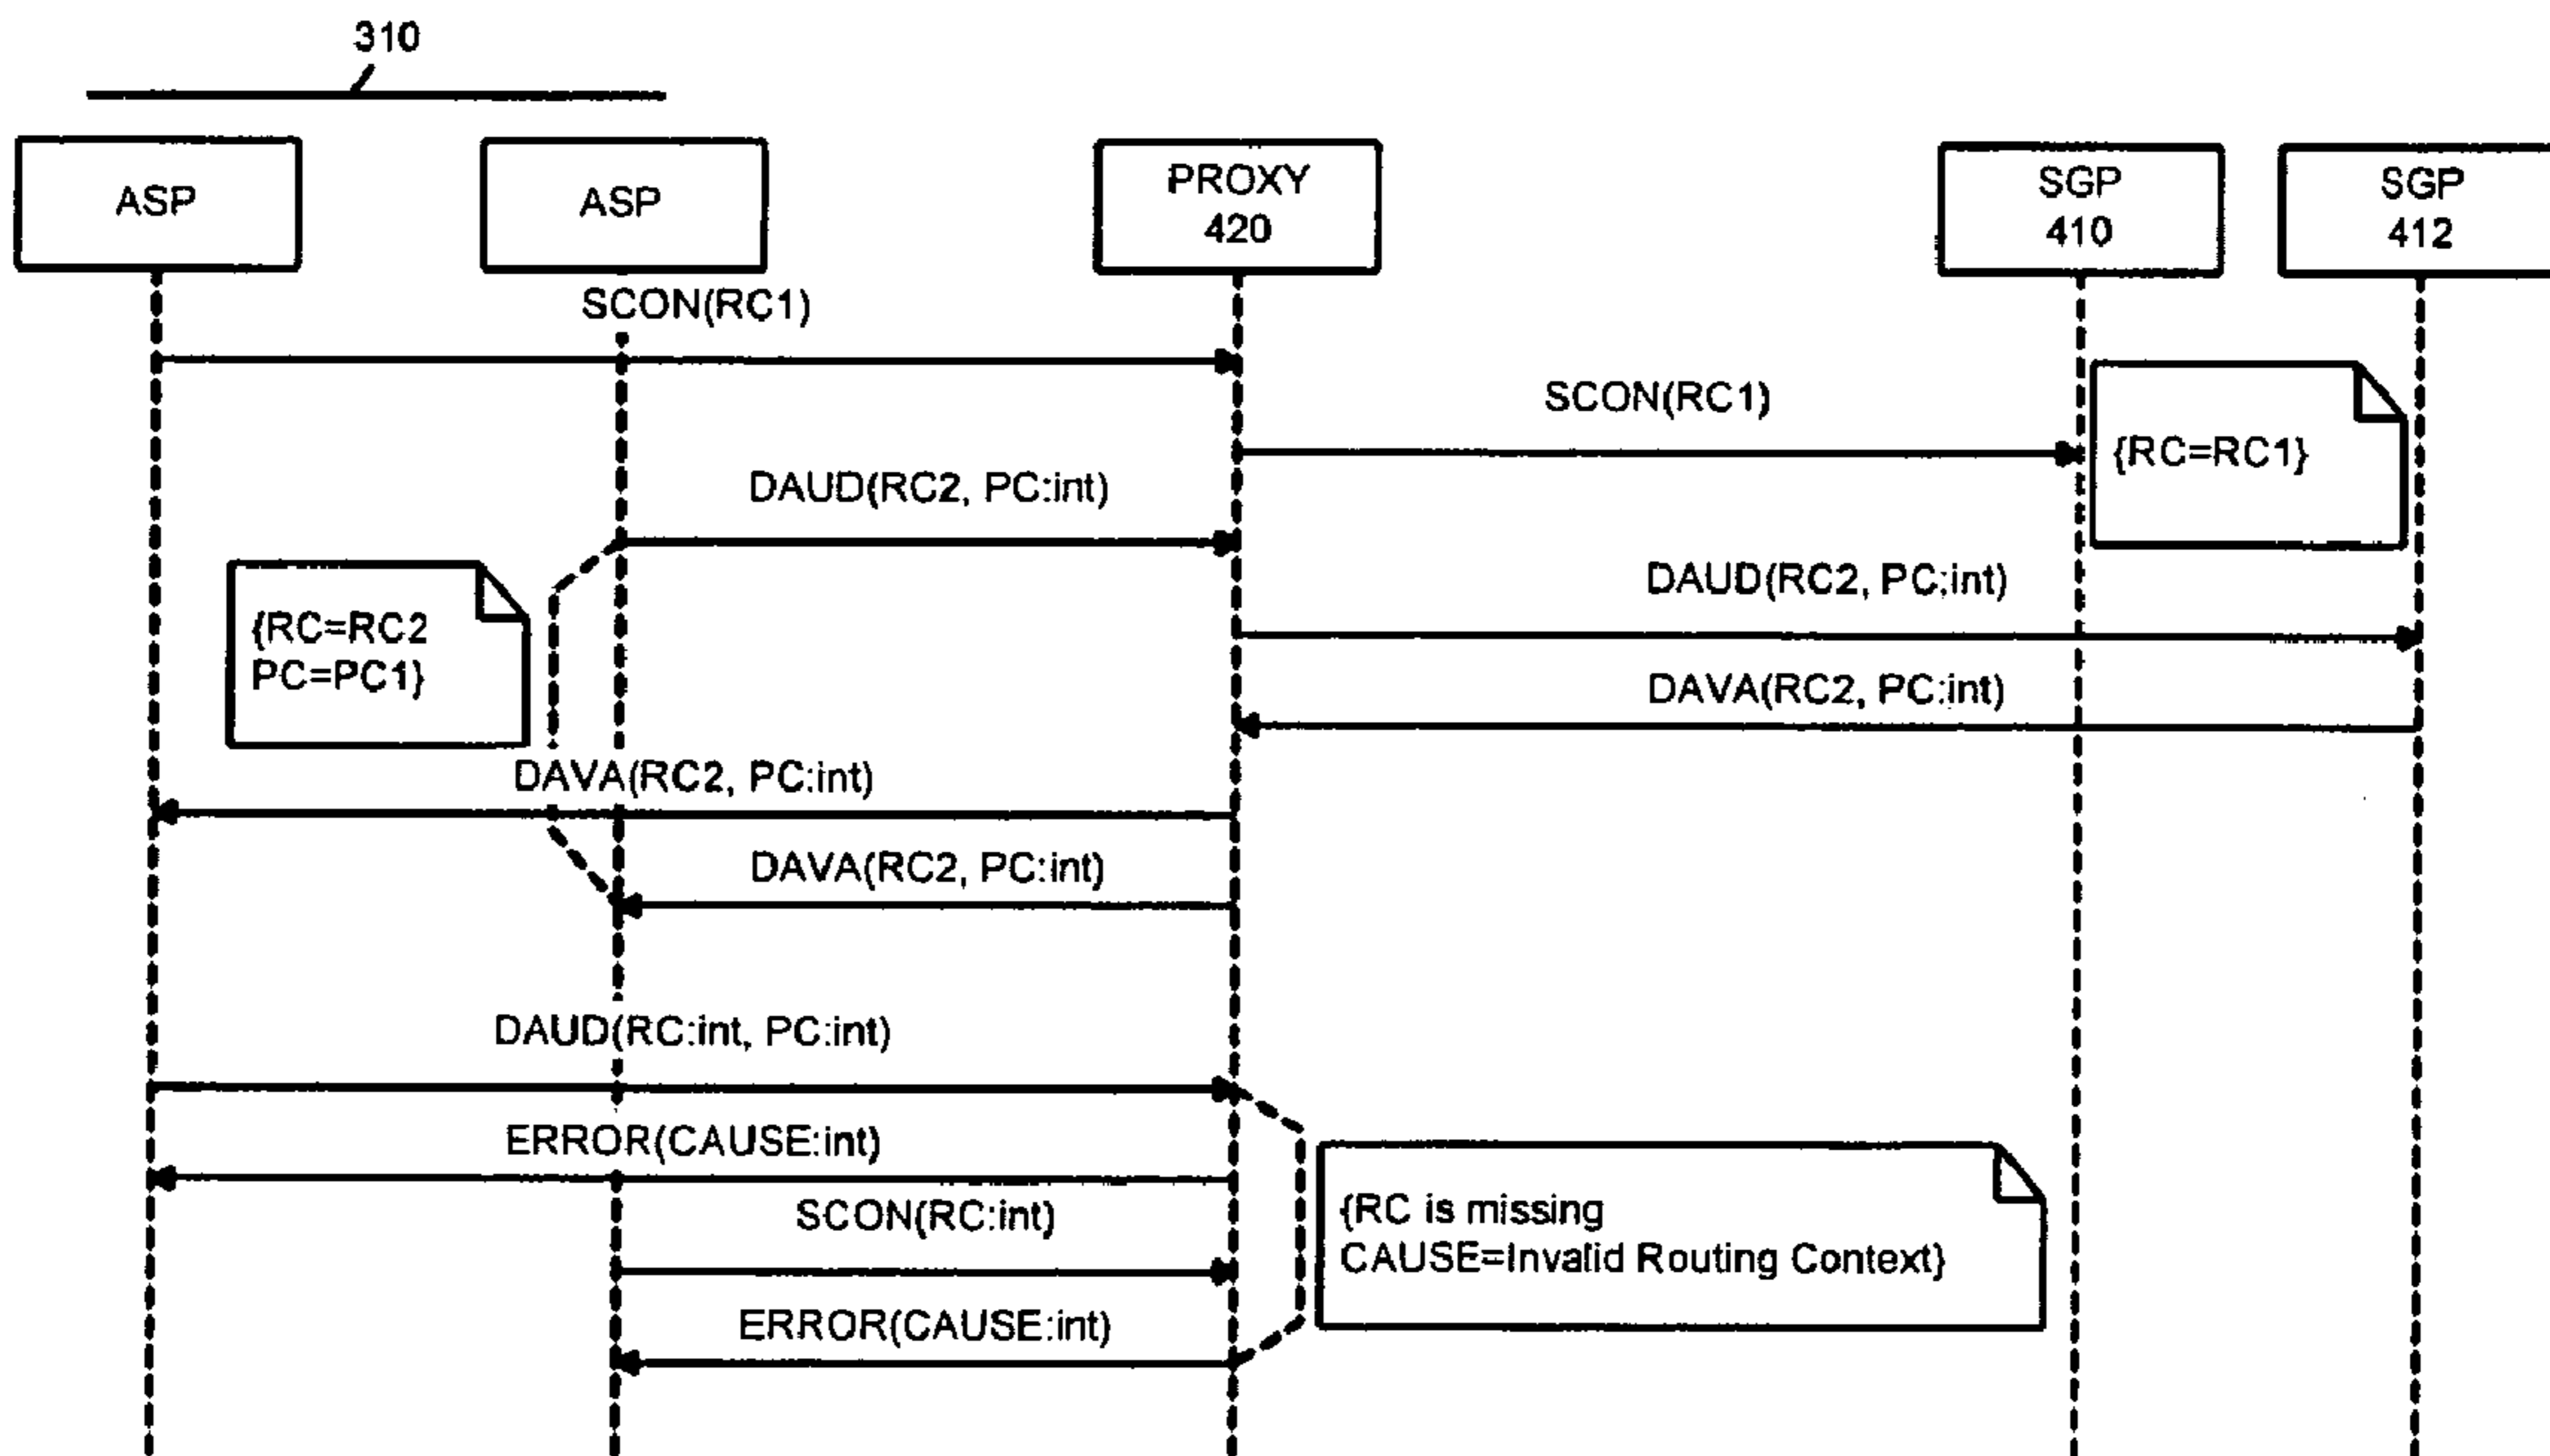 310
ASP
ASP
PROXY
420
SGP
410
SGP
412
SCON(RC1)
SCON(RC1)
{RC=RC1}
DAUD(RC2, PC:int)
DAUD(RC2, PC:int)
{RC=RC2
PC=PC1}
DAVA(RC2, PC:int)
DAVA(RC2, PC:int)
DAVA(RC2, PC:int)
DAUD(RC:int, PC:int)
ERROR(CAUSE:int)
SCON(RC:int)
{RC is missing
CAUSE=Invalid Routing Context}
ERROR(CAUSE:int)